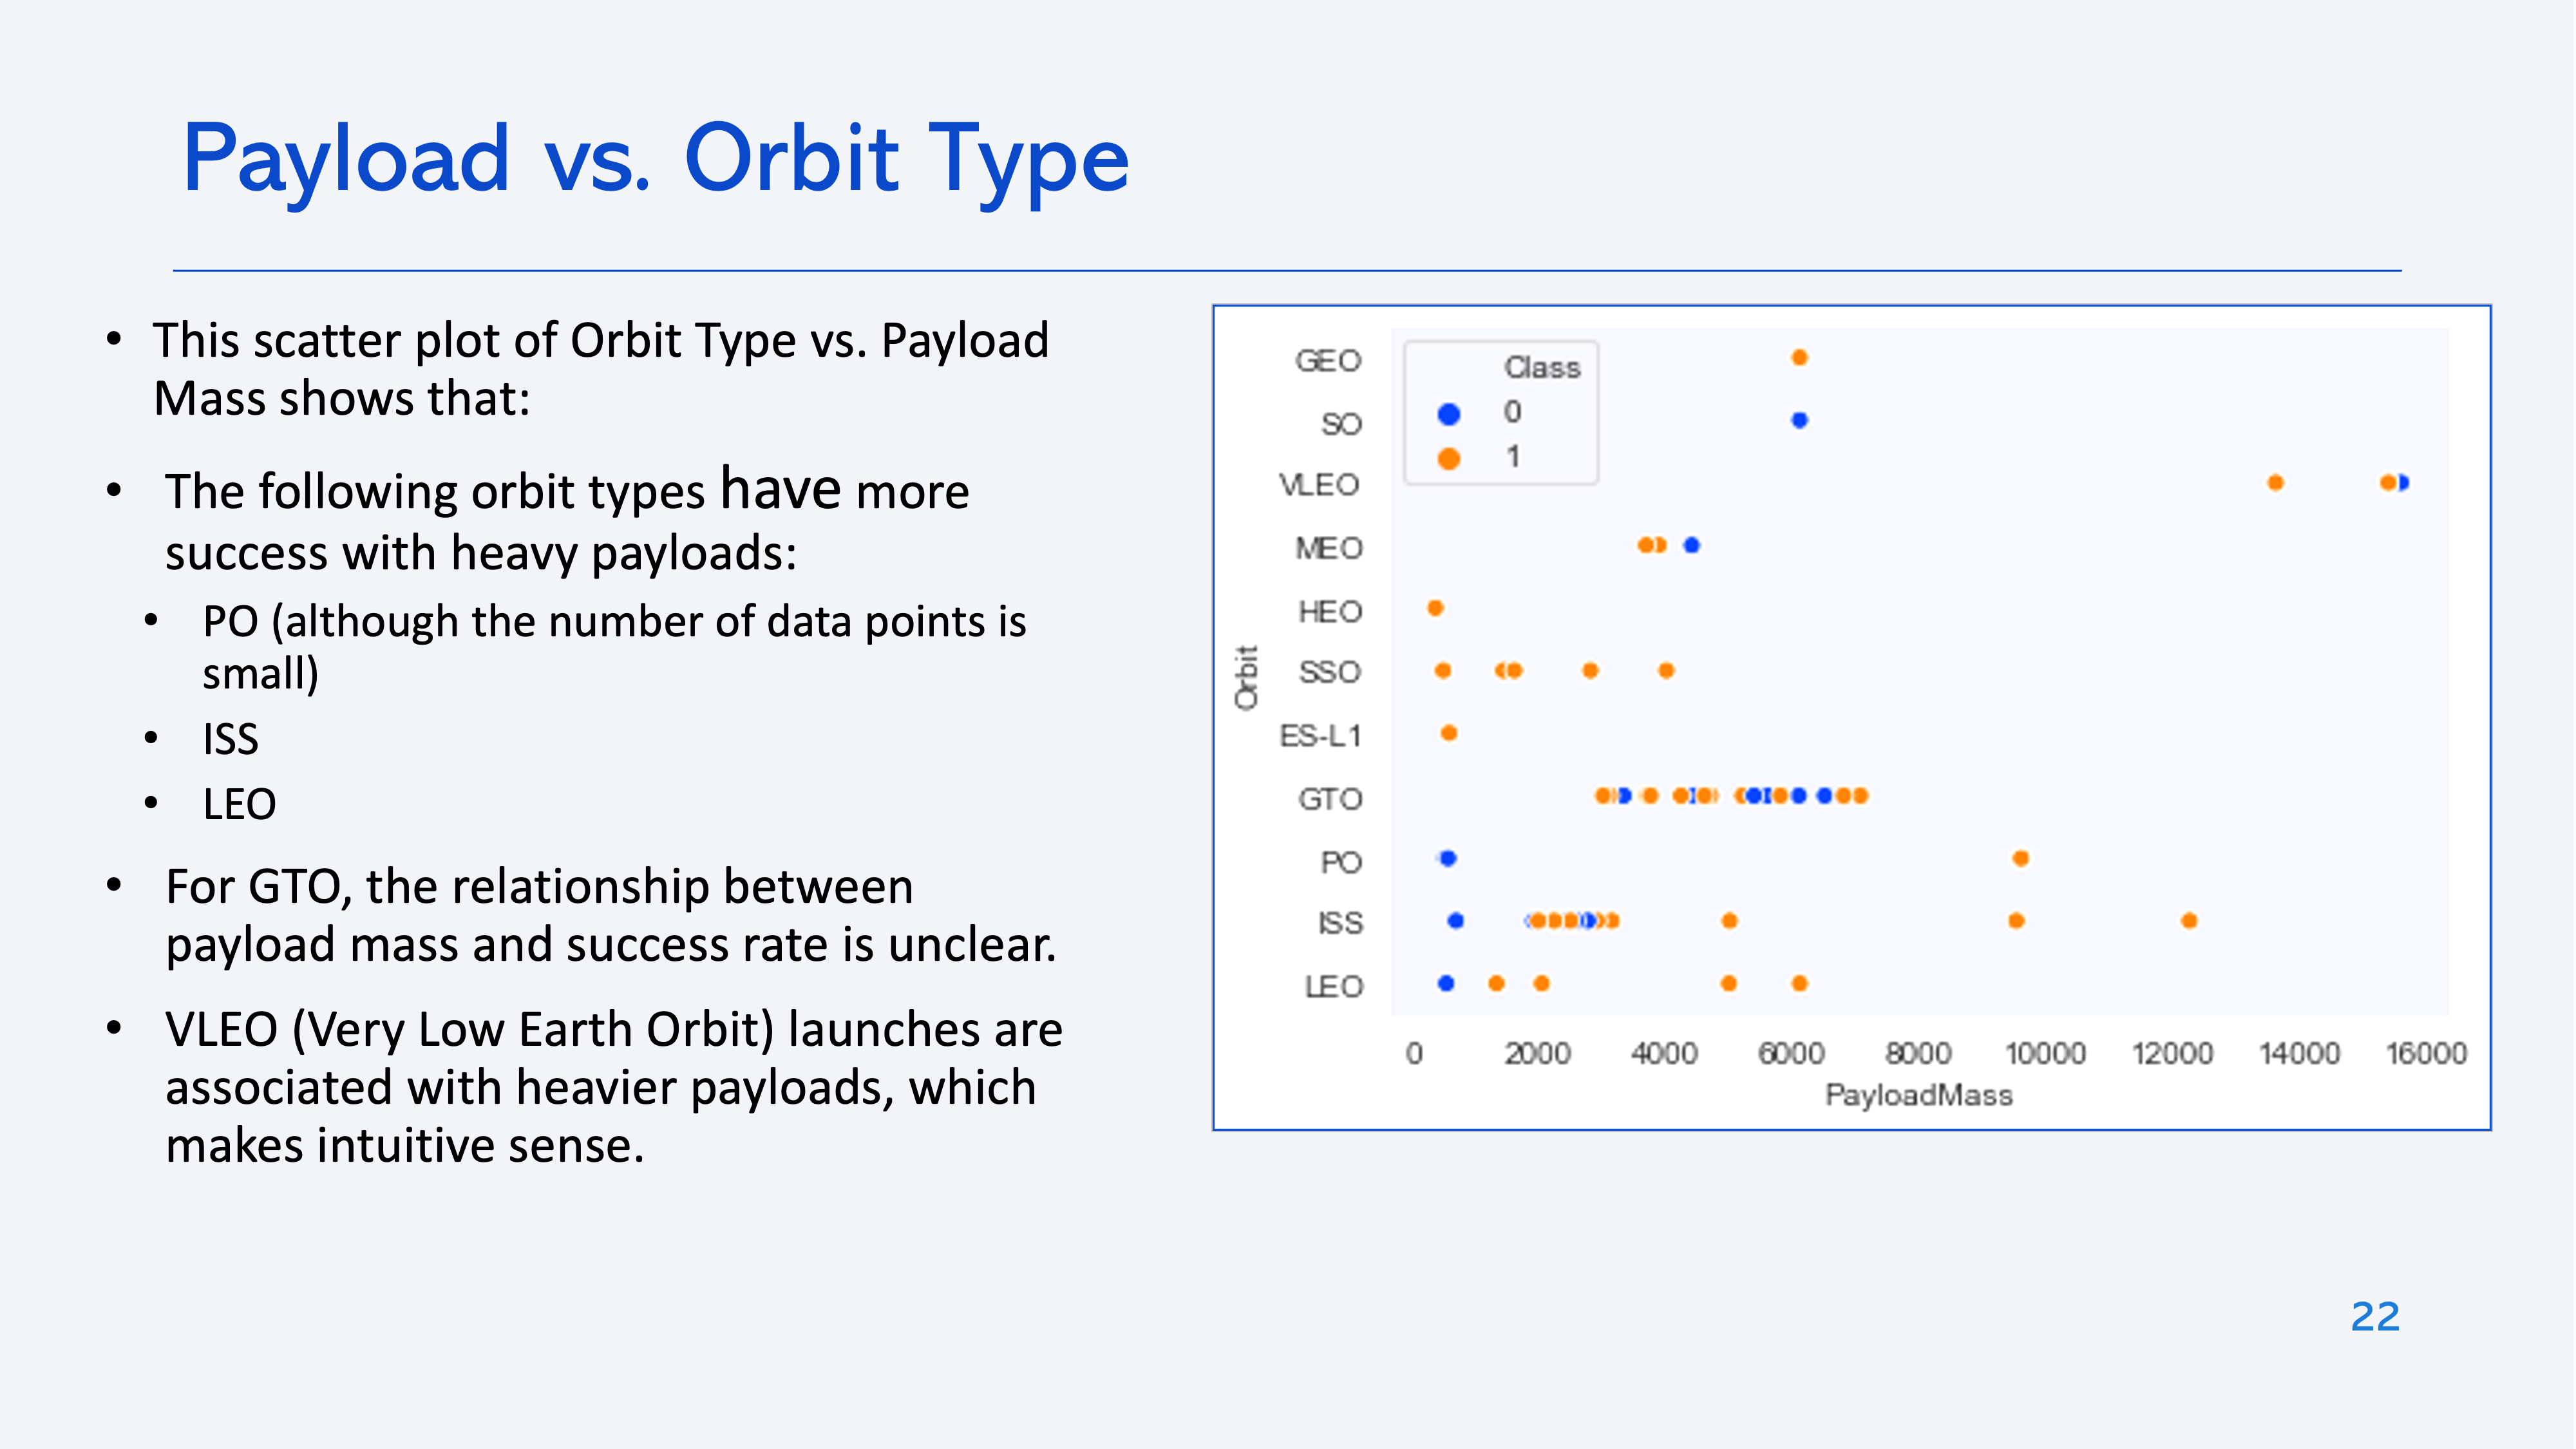 Payload vs. Orbit Type
• This scatter plot of Orbit Type vs. Payload
Mass shows that:
• The following orbit types have more
success with heavy payloads:
• PO (although the number of data points is
small)
• ISS
• LEO
• For GTO, the relationship between
payload mass and success rate is unclear.
• VLEO (Very Low Earth Orbit) launches are
associated with heavier payloads, which
makes intuitive sense.
Class
0
1
Orbit
GEO
SO
VLEO
MEO
HEO
SSO
ES-L1
GTO
PO
ISS
LEO
0 2000 4000 6000 8000 10000 12000 14000 16000
PayloadMass
22